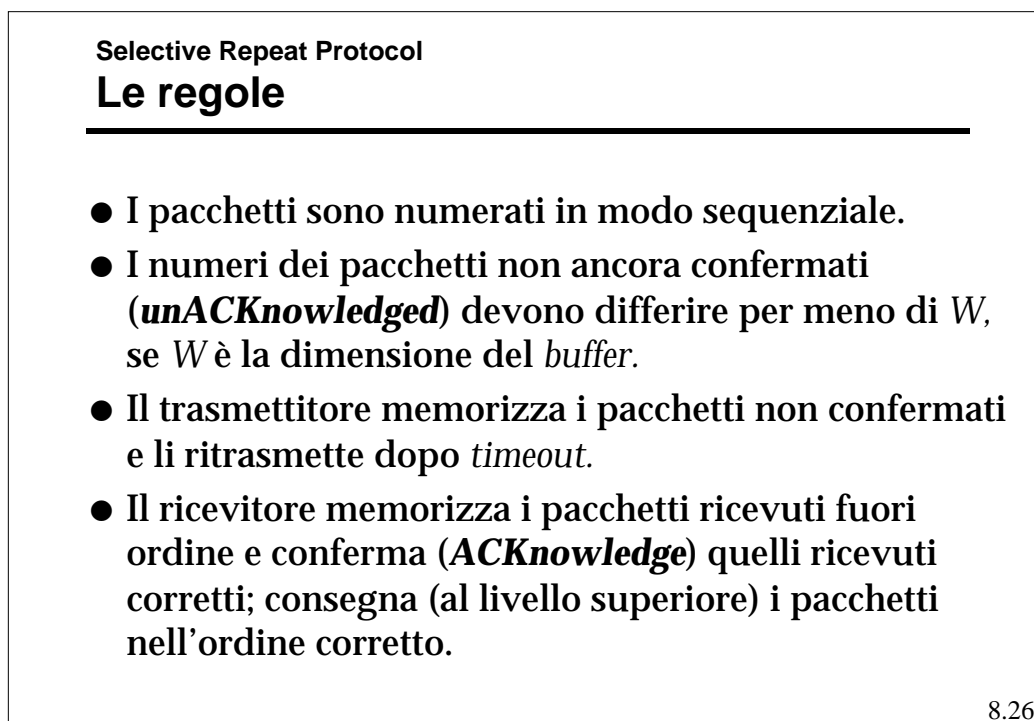 Selective Repeat Protocol
Le regole
● I pacchetti sono numerati in modo sequenziale.
● I numeri dei pacchetti non ancora confermati
(unACKnowledged) devono differire per meno di W,
se W è la dimensione del buffer.
● Il trasmettitore memorizza i pacchetti non confermati
e li ritrasmette dopo timeout.
● Il ricevitore memorizza i pacchetti ricevuti fuori
ordine e conferma (ACKnowledge) quelli ricevuti
corretti; consegna (al livello superiore) i pacchetti
nell'ordine corretto.
8.26